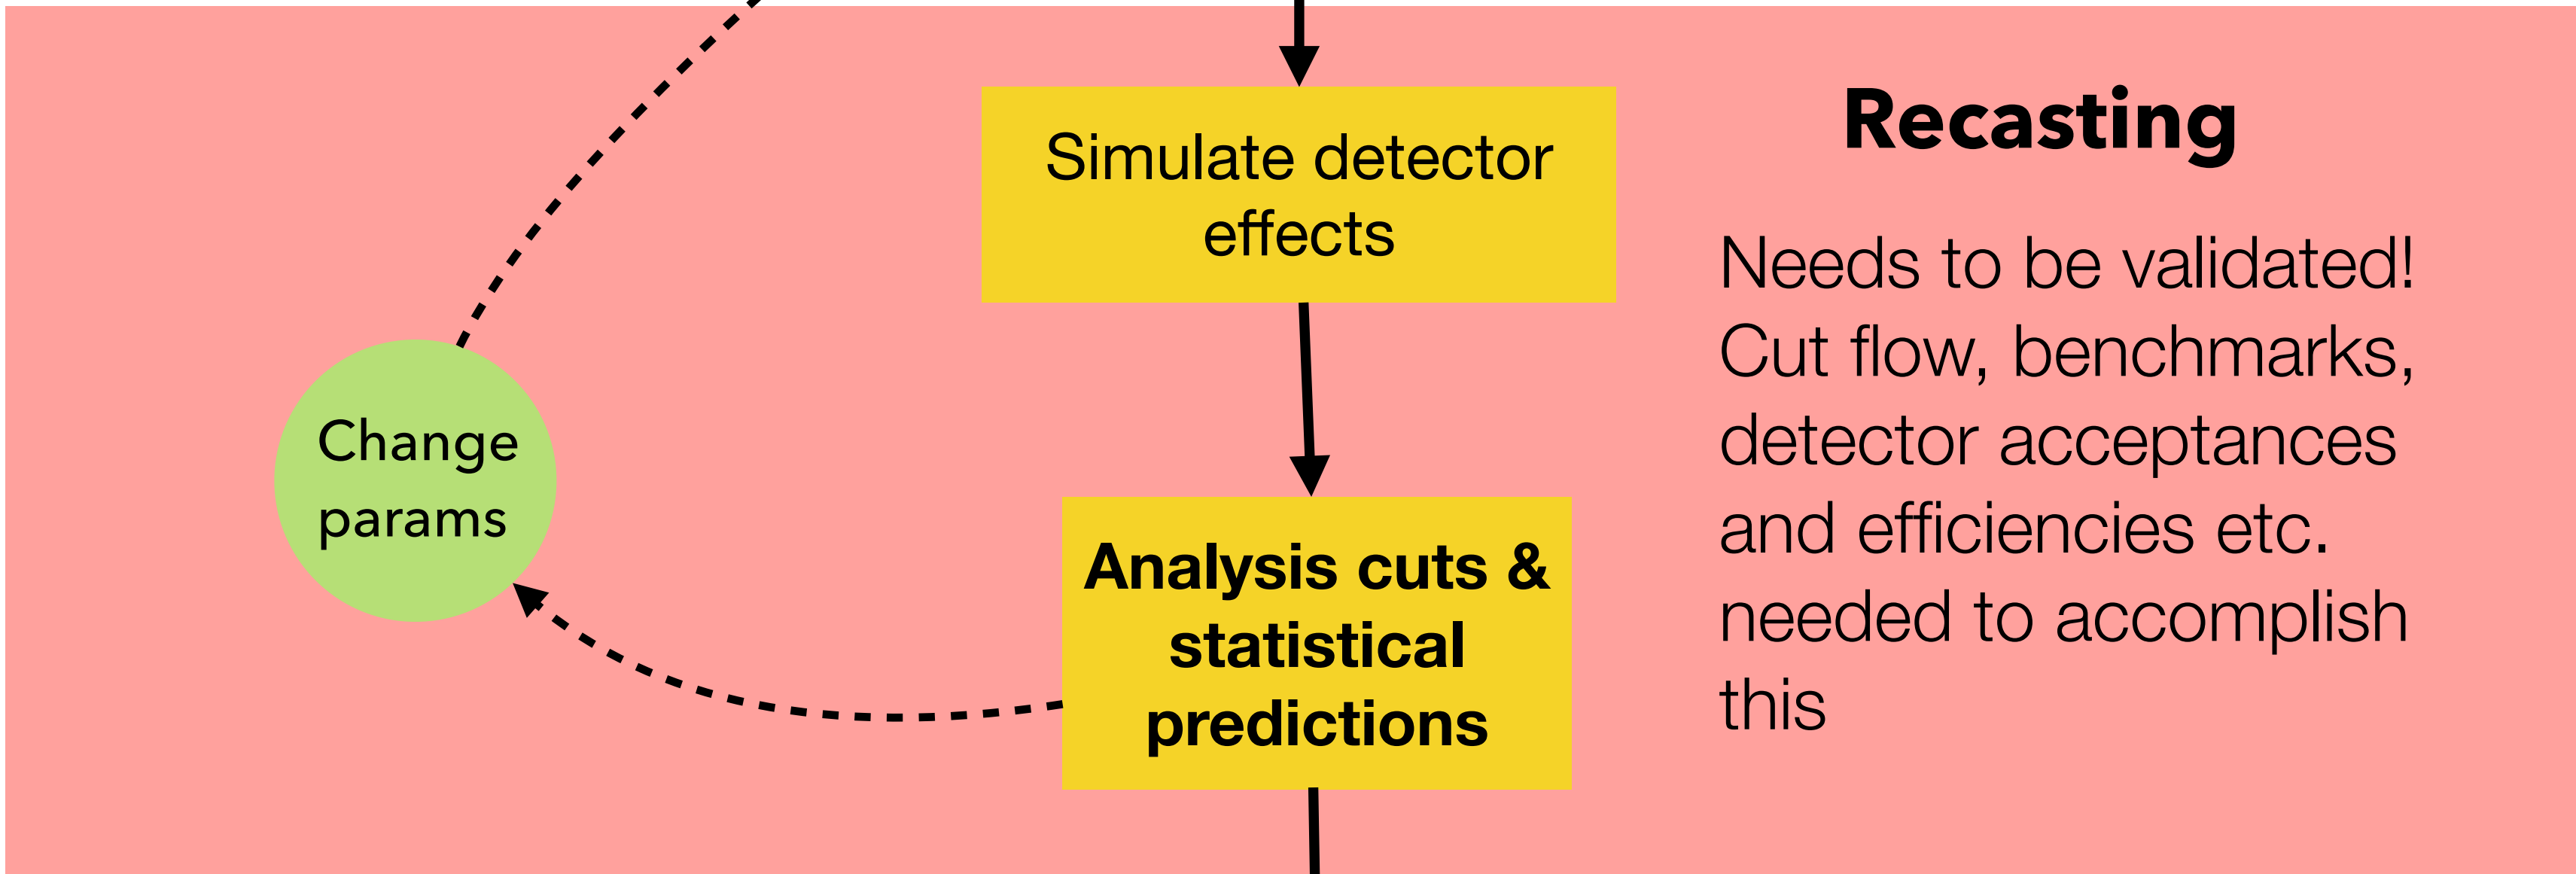 Simulate detector
effects
Change
params
Analysis cuts &
statistical
predictions
Recasting
Needs to be validated!
Cut flow, benchmarks,
detector acceptances
and efficiencies etc.
needed to accomplish
this